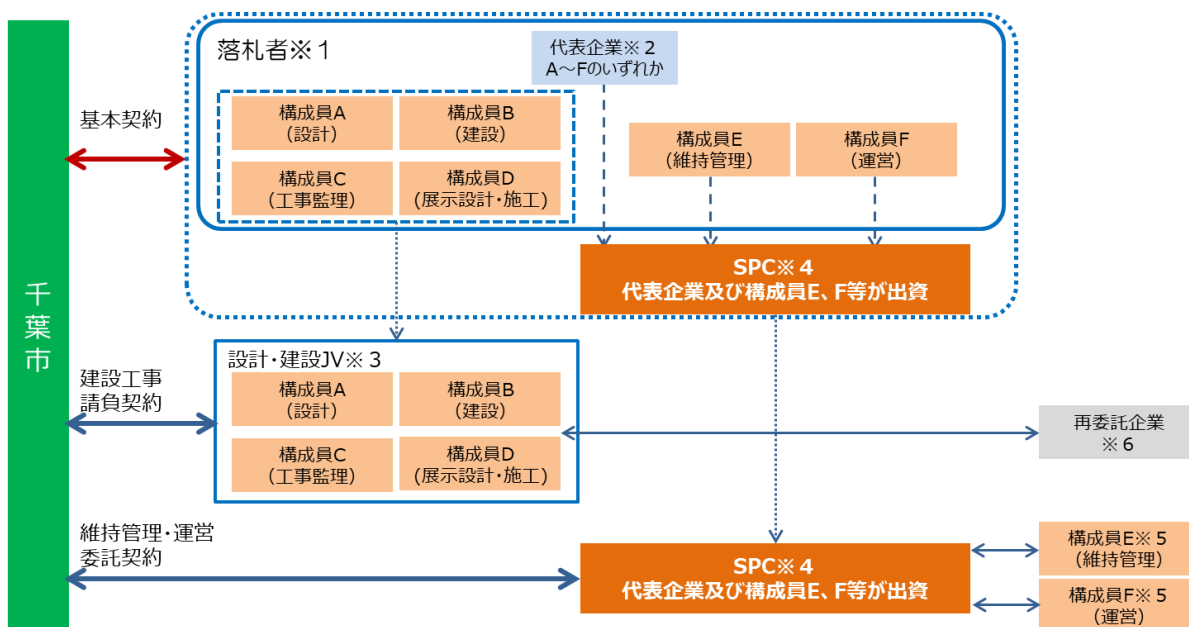 千葉市
基本契約
落札者※1
代表企業※2
A~Fのいずれか
構成員A
(設計)
構成員B
(建設)
構成員C
(工事監理)
構成員D
(展示設計・施工)
構成員E
(維持管理)
構成員F
(運営)
SPC※4
代表企業及び構成員E、F等が出資
建設工事
請負契約
設計・建設JV※3
構成員A
(設計)
構成員B
(建設)
構成員C
(工事監理)
構成員D
(展示設計・施工)
再委託企業
※6
維持管理・運営
委託契約
SPC※4
代表企業及び構成員E、F等が出資
構成員E※5
(維持管理)
構成員F※5
(運営)